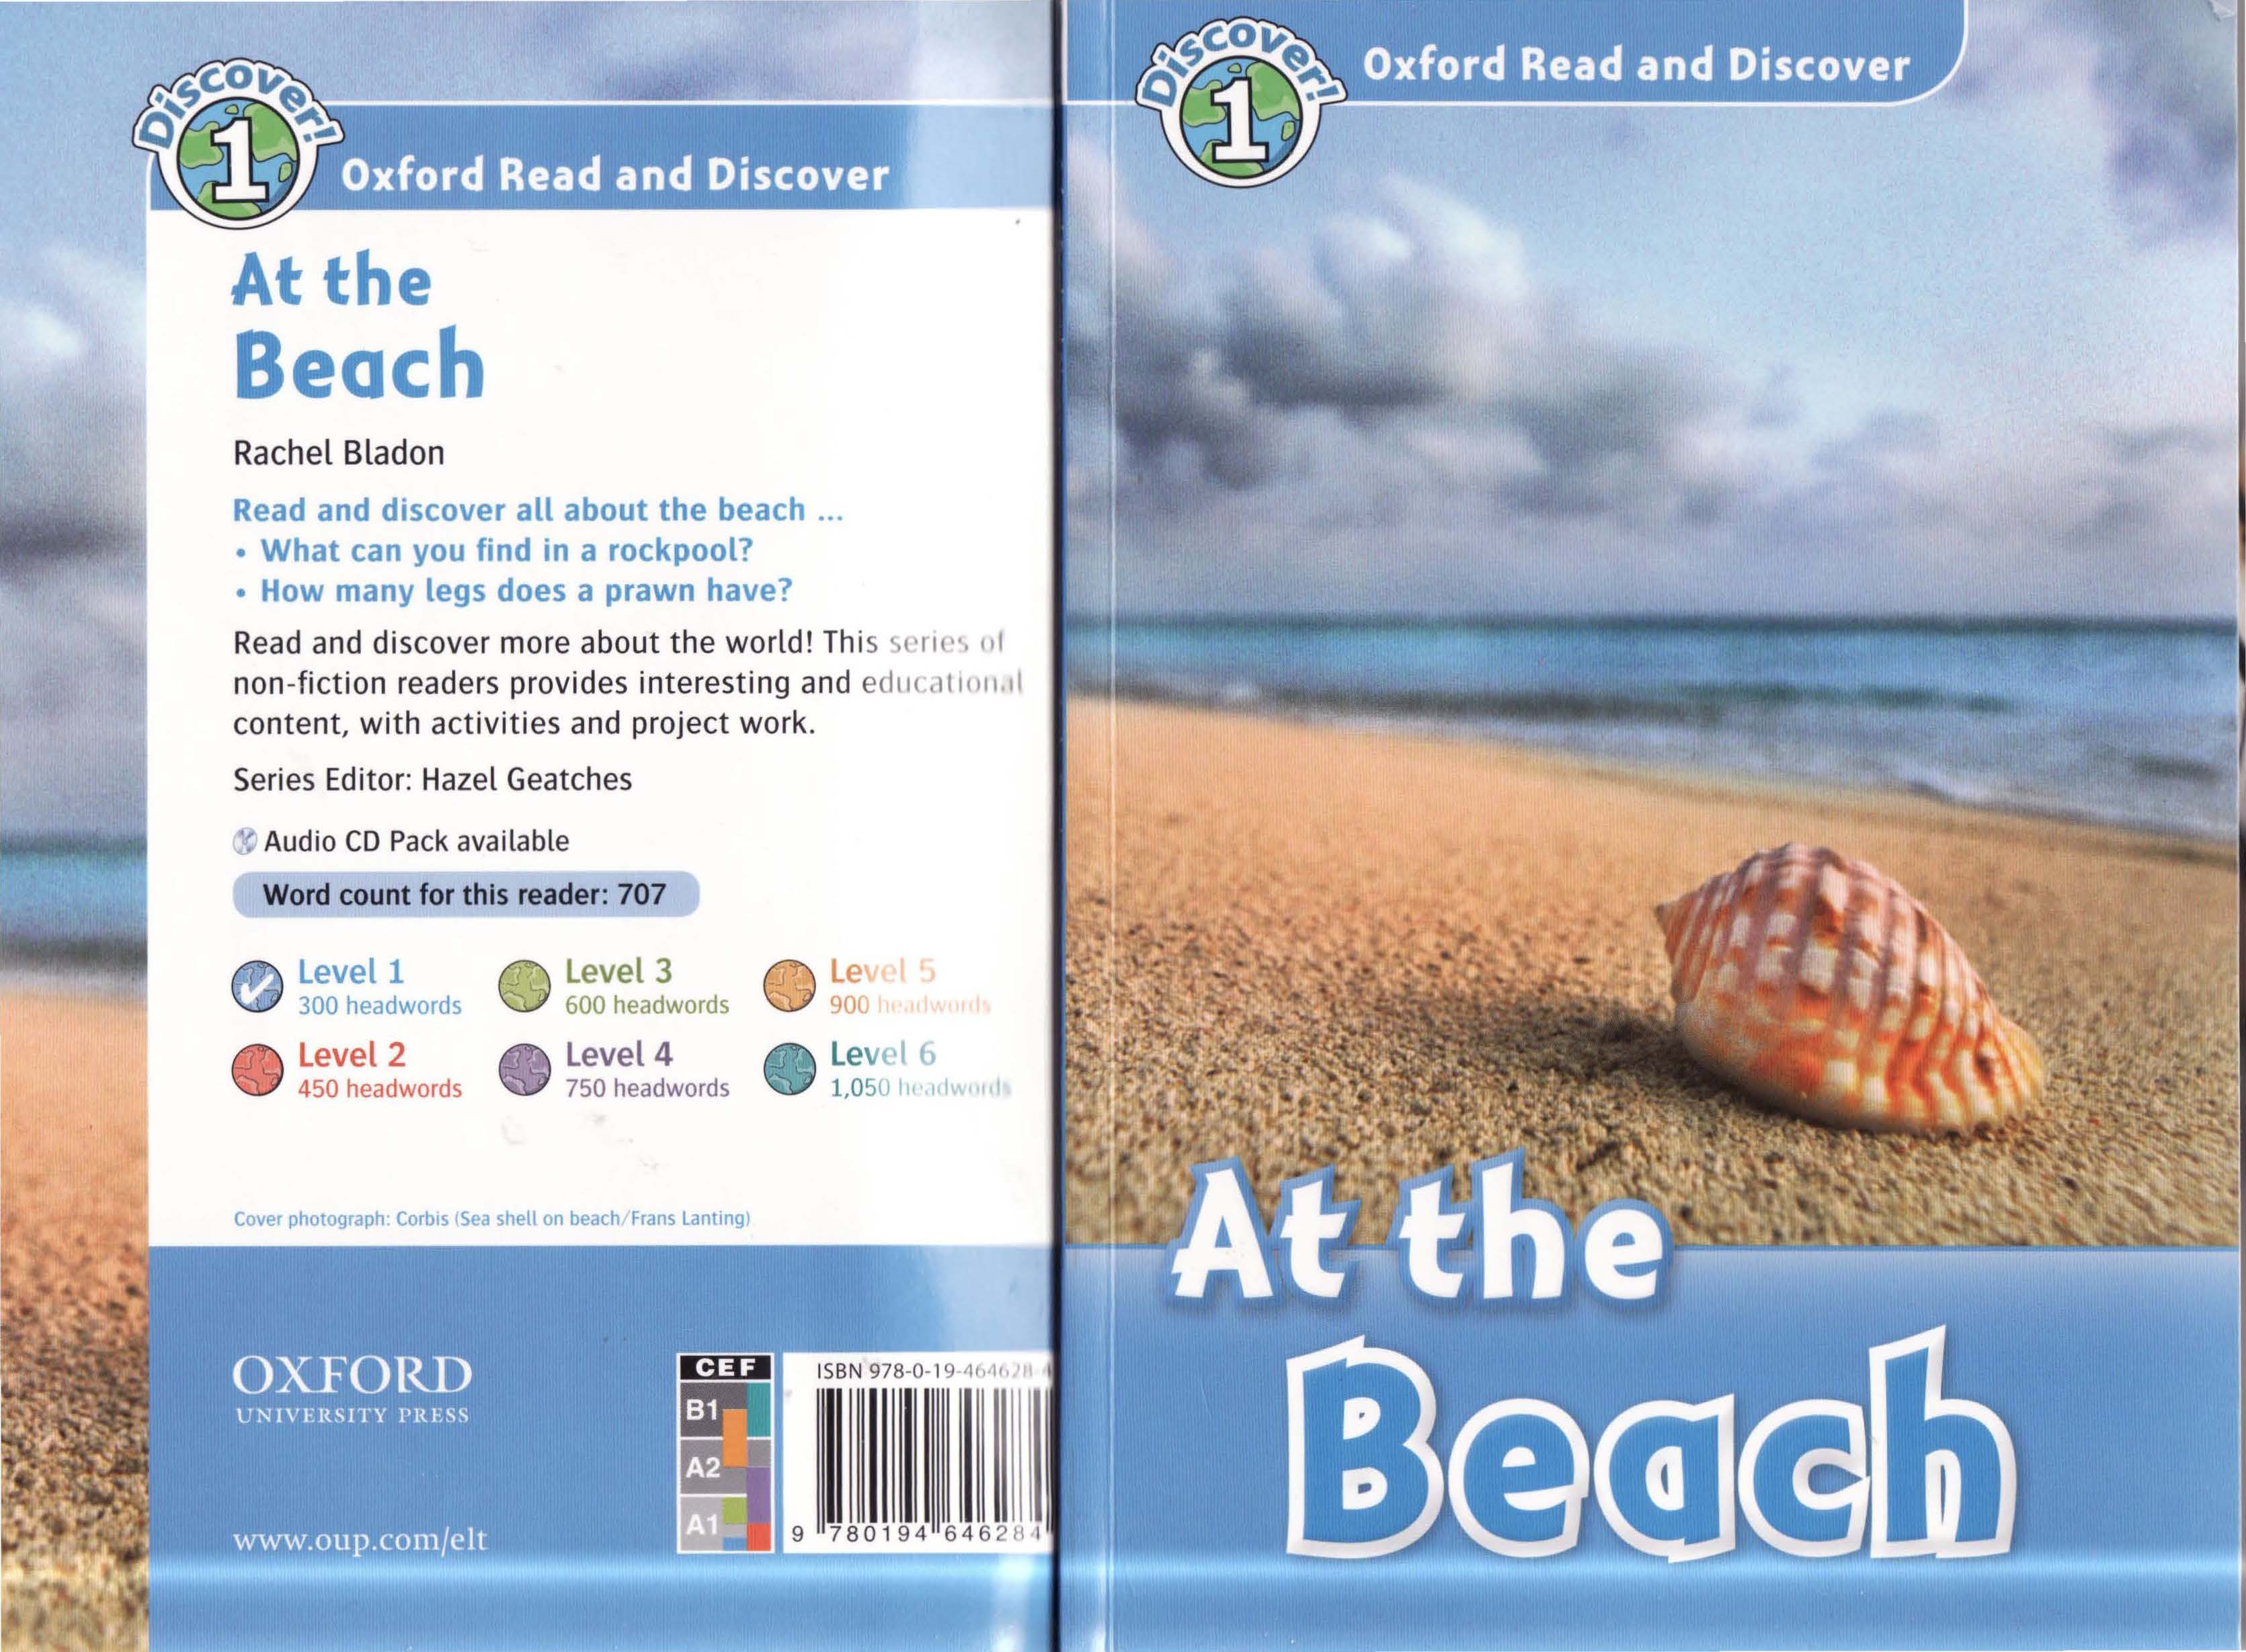 Discover!
1
Oxford Read and Discover
At the
Beach
Rachel Bladon
Read and discover all about the beach ...
• What can you find in a rockpool?
• How many legs does a prawn have?
Read and discover more about the world! This series of
non-fiction readers provides interesting and educational
content, with activities and project work.
Series Editor: Hazel Geatches
Audio CD Pack available
Word count for this reader: 707
Level 1
300 headwords
Level 3
600 headwords
Level 5
900 headwords
Level 2
450 headwords
Level 4
750 headwords
Level 6
1,050 headwords
Cover photograph: Corbis (Sea shell on beach/Frans Lanting)
OXFORD
UNIVERSITY PRESS
www.oup.com/elt
CEF
B1
A2
A1
ISBN 978-0-19-464628-4
9 780194 646284
Discover!
1
Oxford Read and Discover
At the
Beach